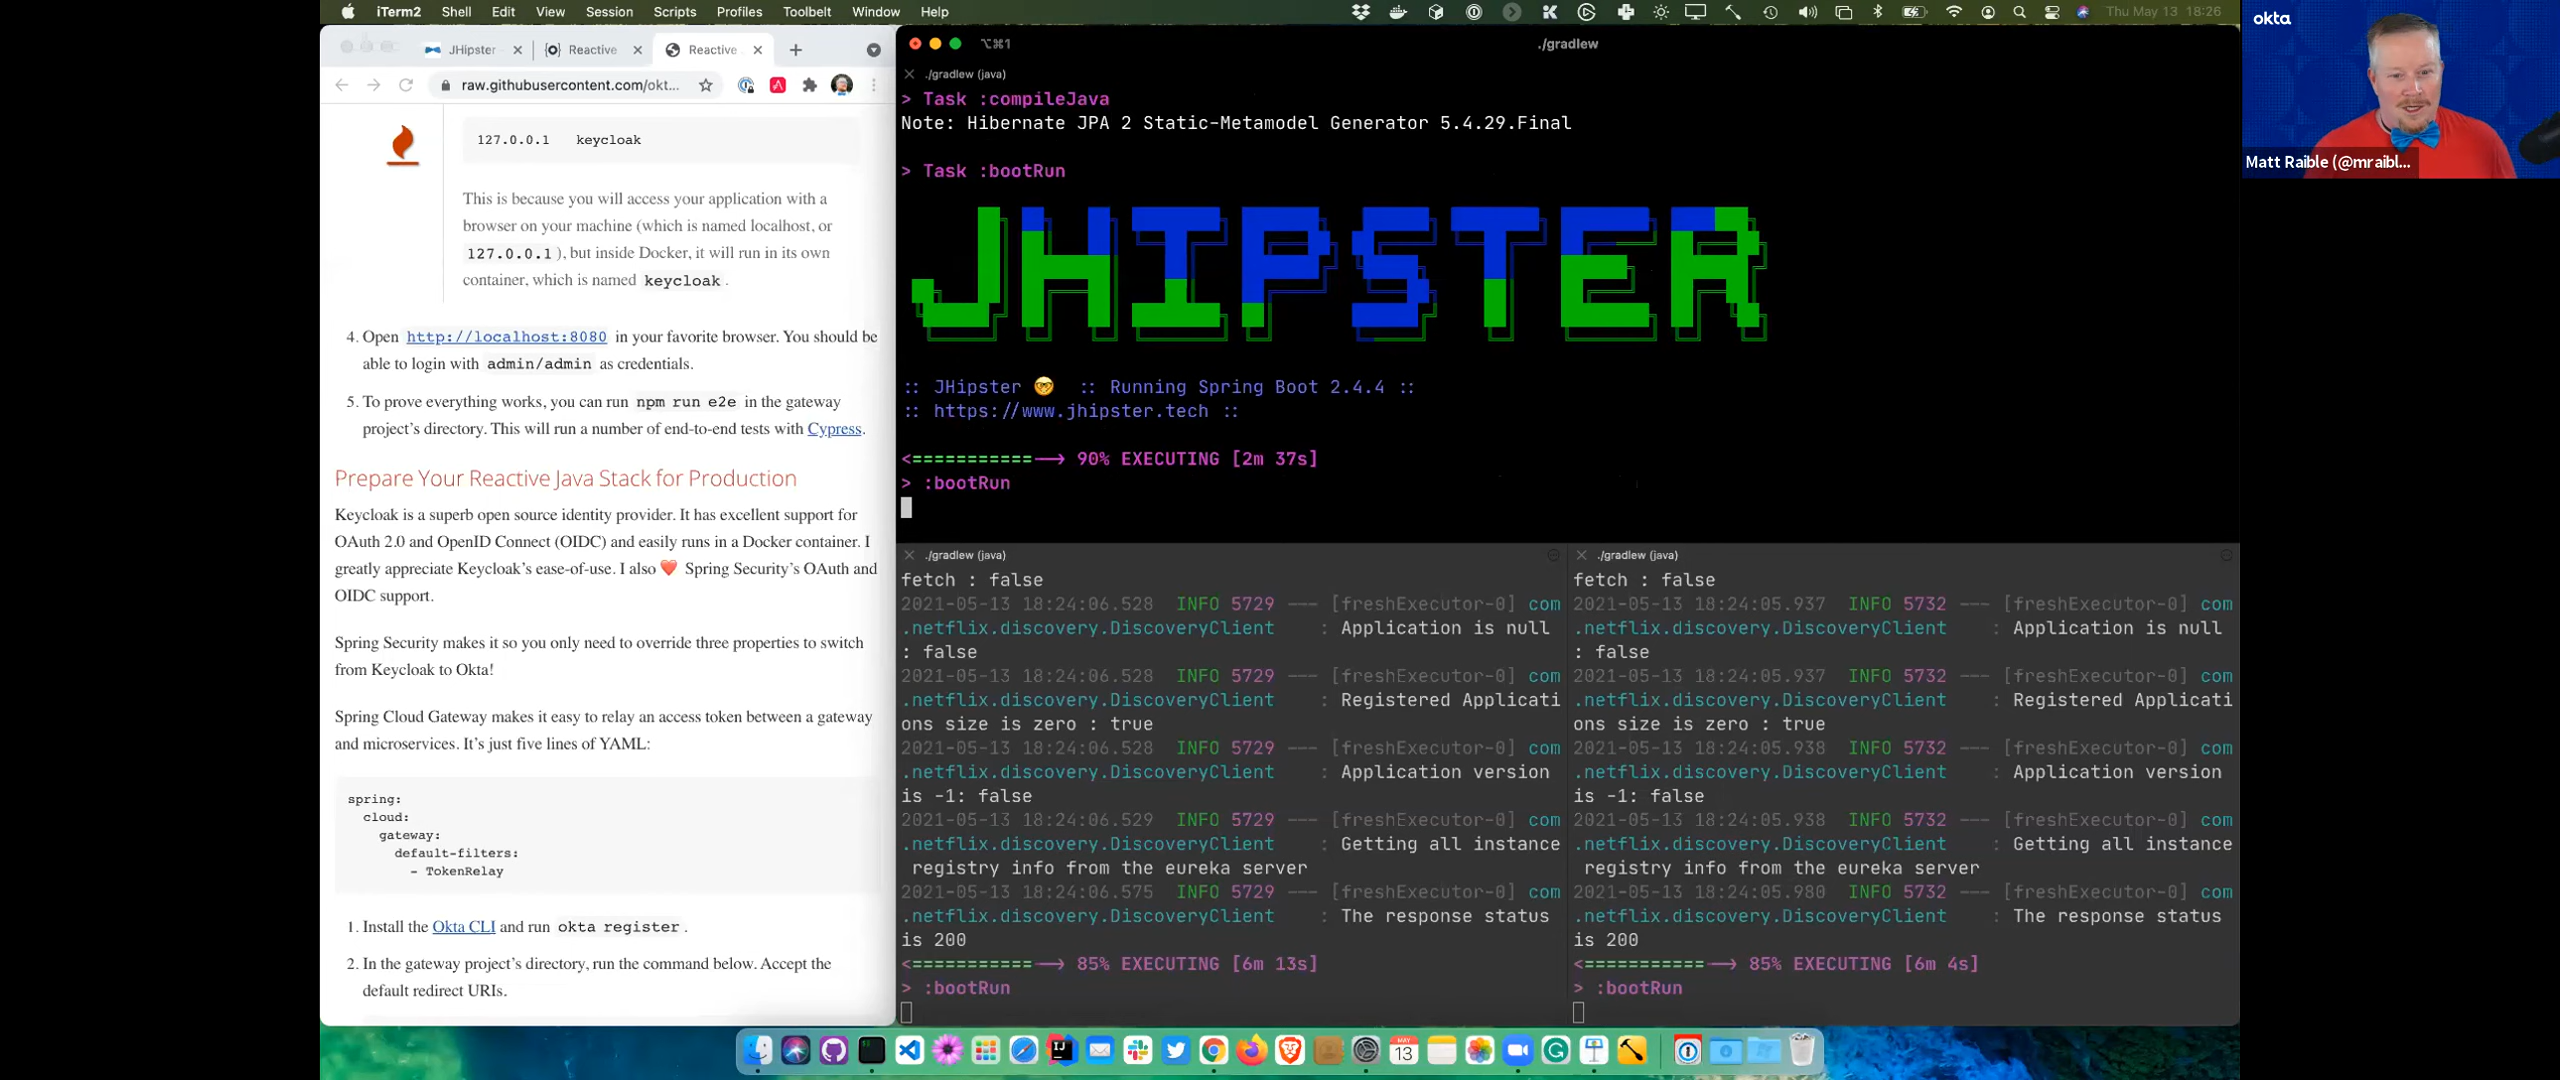 iTerm2 Shell Edit View Session Scripts Profiles Toolbelt Window Help
Thu May 13 18:26
JHipster
Reactive
Reactive
raw.githubusercontent.com/okt...
127.0.0.1 keycloak
This is because you will access your application with a
browser on your machine (which is named localhost, or
127.0.0.1 ), but inside Docker, it will run in its own
container, which is named keycloak .
4. Open http://localhost:8080 in your favorite browser. You should be
able to login with admin/admin as credentials.
5. To prove everything works, you can run npm run e2e in the gateway
project's directory. This will run a number of end-to-end tests with Cypress.
Prepare Your Reactive Java Stack for Production
Keycloak is a superb open source identity provider. It has excellent support for
OAuth 2.0 and OpenID Connect (OIDC) and easily runs in a Docker container. I
greatly appreciate Keycloak's ease-of-use. I also ❤️ Spring Security's OAuth and
OIDC support.
Spring Security makes it so you only need to override three properties to switch
from Keycloak to Okta!
Spring Cloud Gateway makes it easy to relay an access token between a gateway
and microservices. It's just five lines of YAML:
spring:
cloud:
gateway:
default-filters:
- TokenRelay
1. Install the Okta CLI and run okta register .
2. In the gateway project's directory, run the command below. Accept the
default redirect URIs.
⌥⌘1
./gradlew
./gradlew (java)
> Task :compileJava
Note: Hibernate JPA 2 Static-Metamodel Generator 5.4.29.Final
> Task :bootRun
JHIPSTER
:: JHipster 🤓 :: Running Spring Boot 2.4.4 ::
:: https://www.jhipster.tech ::
<===========--> 90% EXECUTING [2m 37s]
> :bootRun
./gradlew (java)
fetch : false
2021-05-13 18:24:06.528 INFO 5729 --- [freshExecutor-0] com
.netflix.discovery.DiscoveryClient : Application is null
: false
2021-05-13 18:24:06.528 INFO 5729 --- [freshExecutor-0] com
.netflix.discovery.DiscoveryClient : Registered Applicati
ons size is zero : true
2021-05-13 18:24:06.528 INFO 5729 --- [freshExecutor-0] com
.netflix.discovery.DiscoveryClient : Application version
is -1: false
2021-05-13 18:24:06.529 INFO 5729 --- [freshExecutor-0] com
.netflix.discovery.DiscoveryClient : Getting all instance
registry info from the eureka server
2021-05-13 18:24:06.575 INFO 5729 --- [freshExecutor-0] com
.netflix.discovery.DiscoveryClient : The response status
is 200
<===========--> 85% EXECUTING [6m 13s]
> :bootRun
./gradlew (java)
fetch : false
2021-05-13 18:24:05.937 INFO 5732 --- [freshExecutor-0] com
.netflix.discovery.DiscoveryClient : Application is null
: false
2021-05-13 18:24:05.937 INFO 5732 --- [freshExecutor-0] com
.netflix.discovery.DiscoveryClient : Registered Applicati
ons size is zero : true
2021-05-13 18:24:05.938 INFO 5732 --- [freshExecutor-0] com
.netflix.discovery.DiscoveryClient : Application version
is -1: false
2021-05-13 18:24:05.938 INFO 5732 --- [freshExecutor-0] com
.netflix.discovery.DiscoveryClient : Getting all instance
registry info from the eureka server
2021-05-13 18:24:05.980 INFO 5732 --- [freshExecutor-0] com
.netflix.discovery.DiscoveryClient : The response status
is 200
<===========--> 85% EXECUTING [6m 4s]
> :bootRun
okta
Matt Raible (@mraibl...
MAY
13